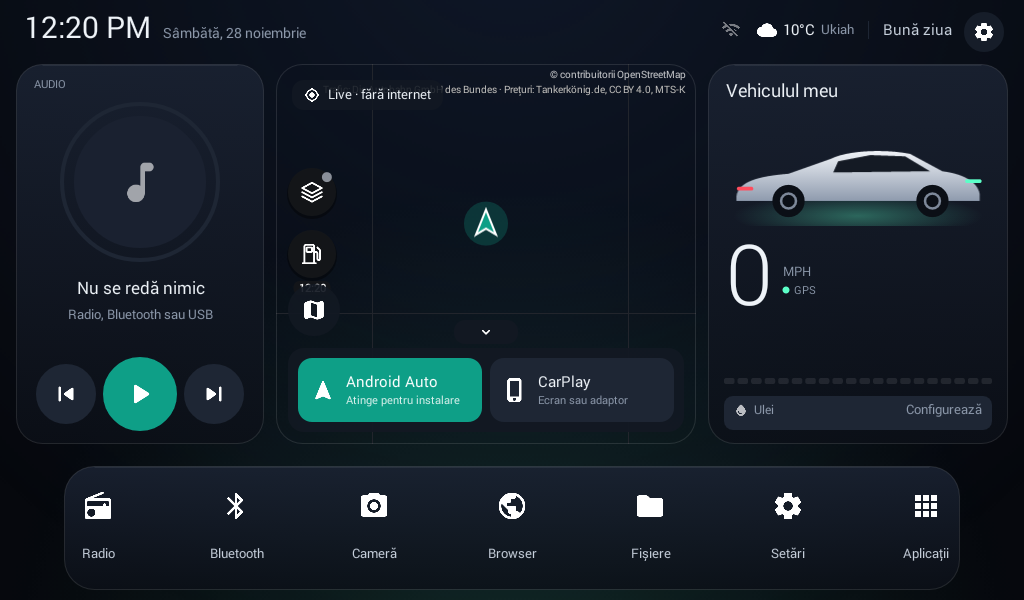 12:20 PM
Sâmbătă, 28 noiembrie
10°C Ukiah
Bună ziua
AUDIO
Nu se redă nimic
Radio, Bluetooth sau USB
© contribuitorii OpenStreetMap
des Bundes · Prețuri: Tankerkönig.de, CC BY 4.0, MTS-K
Live · fără internet
12:20
Android Auto
Atinge pentru instalare
CarPlay
Ecran sau adaptor
Vehiculul meu
0
MPH
GPS
Ulei
Configurează
Radio
Bluetooth
Cameră
Browser
Fișiere
Setări
Aplicații